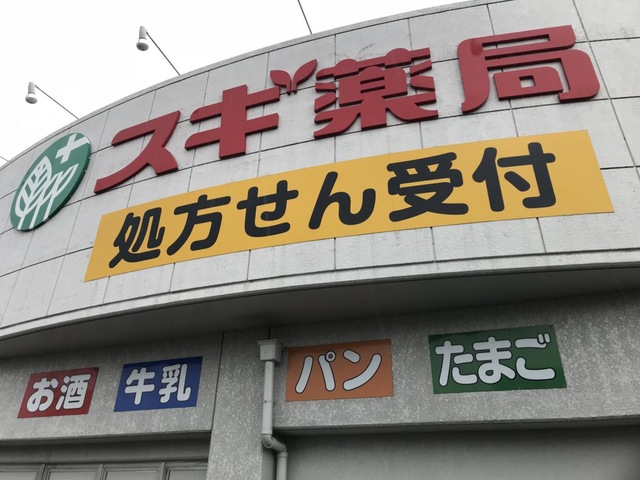 スギ薬局
処方せん受付
お酒
牛乳
パン
たまご